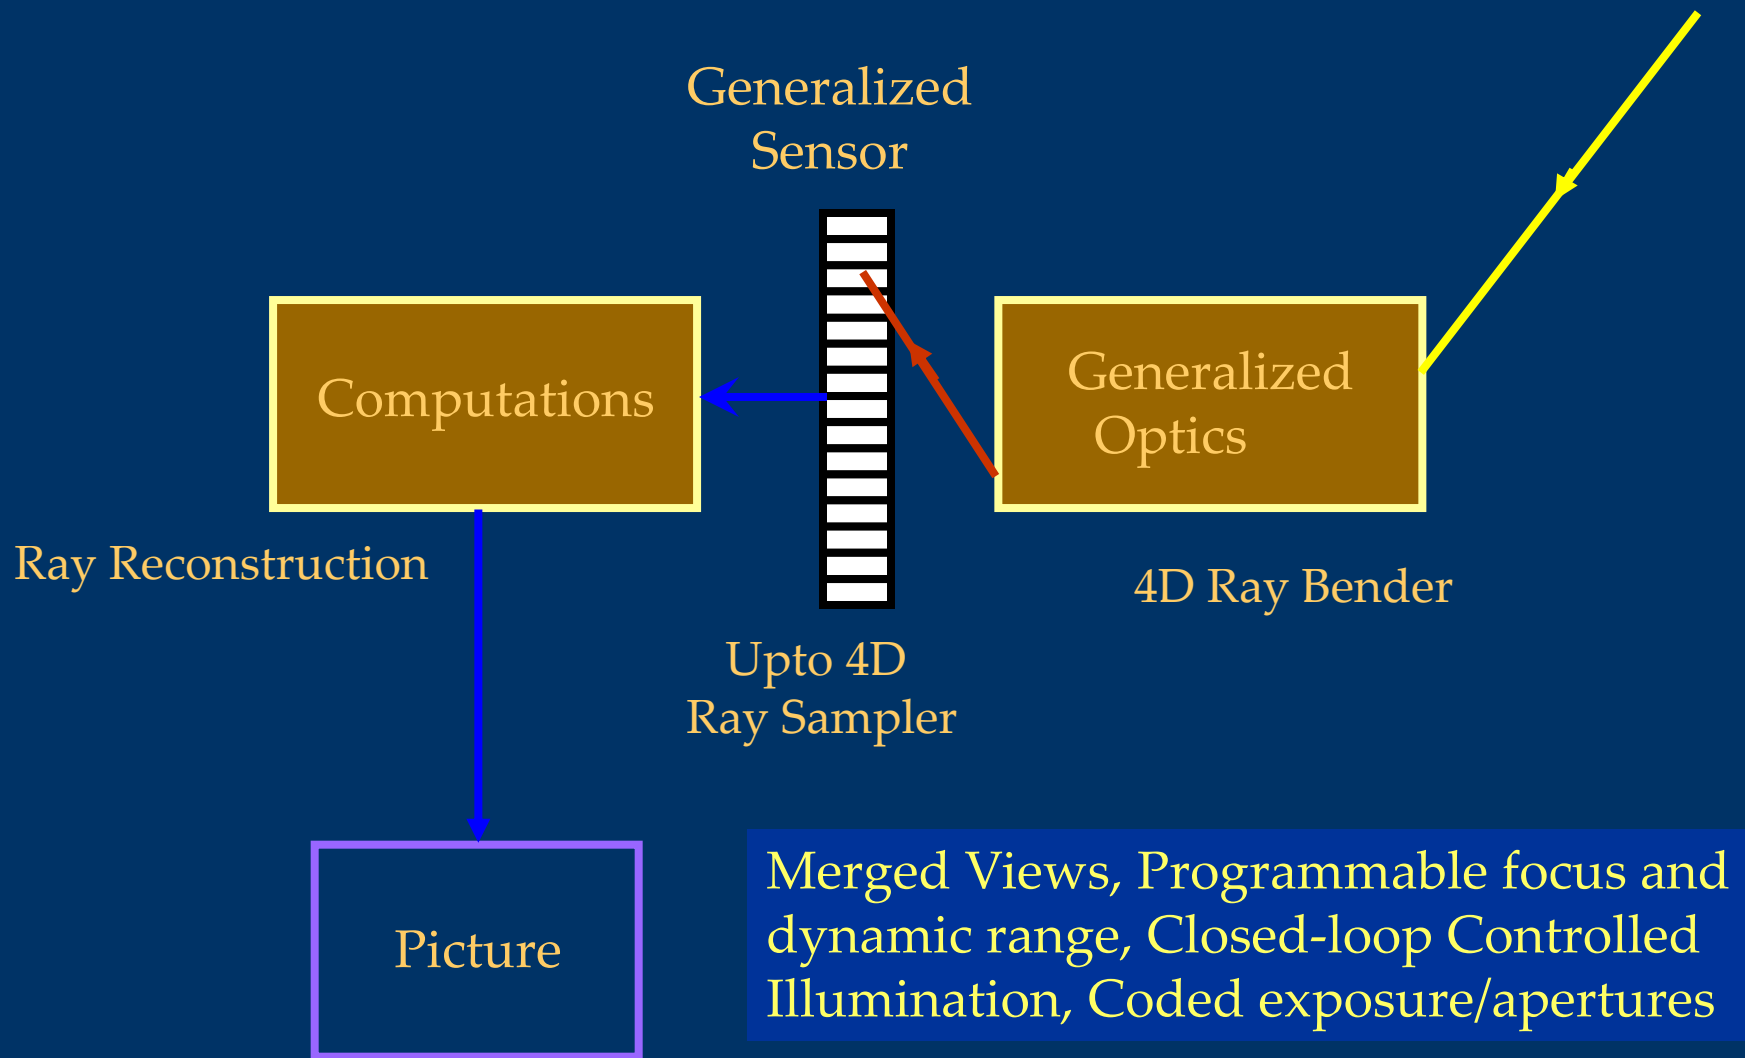 Generalized
Sensor
Computations
Generalized
Optics
Ray Reconstruction
4D Ray Bender
Upto 4D
Ray Sampler
Picture
Merged Views, Programmable focus and
dynamic range, Closed-loop Controlled
Illumination, Coded exposure/apertures